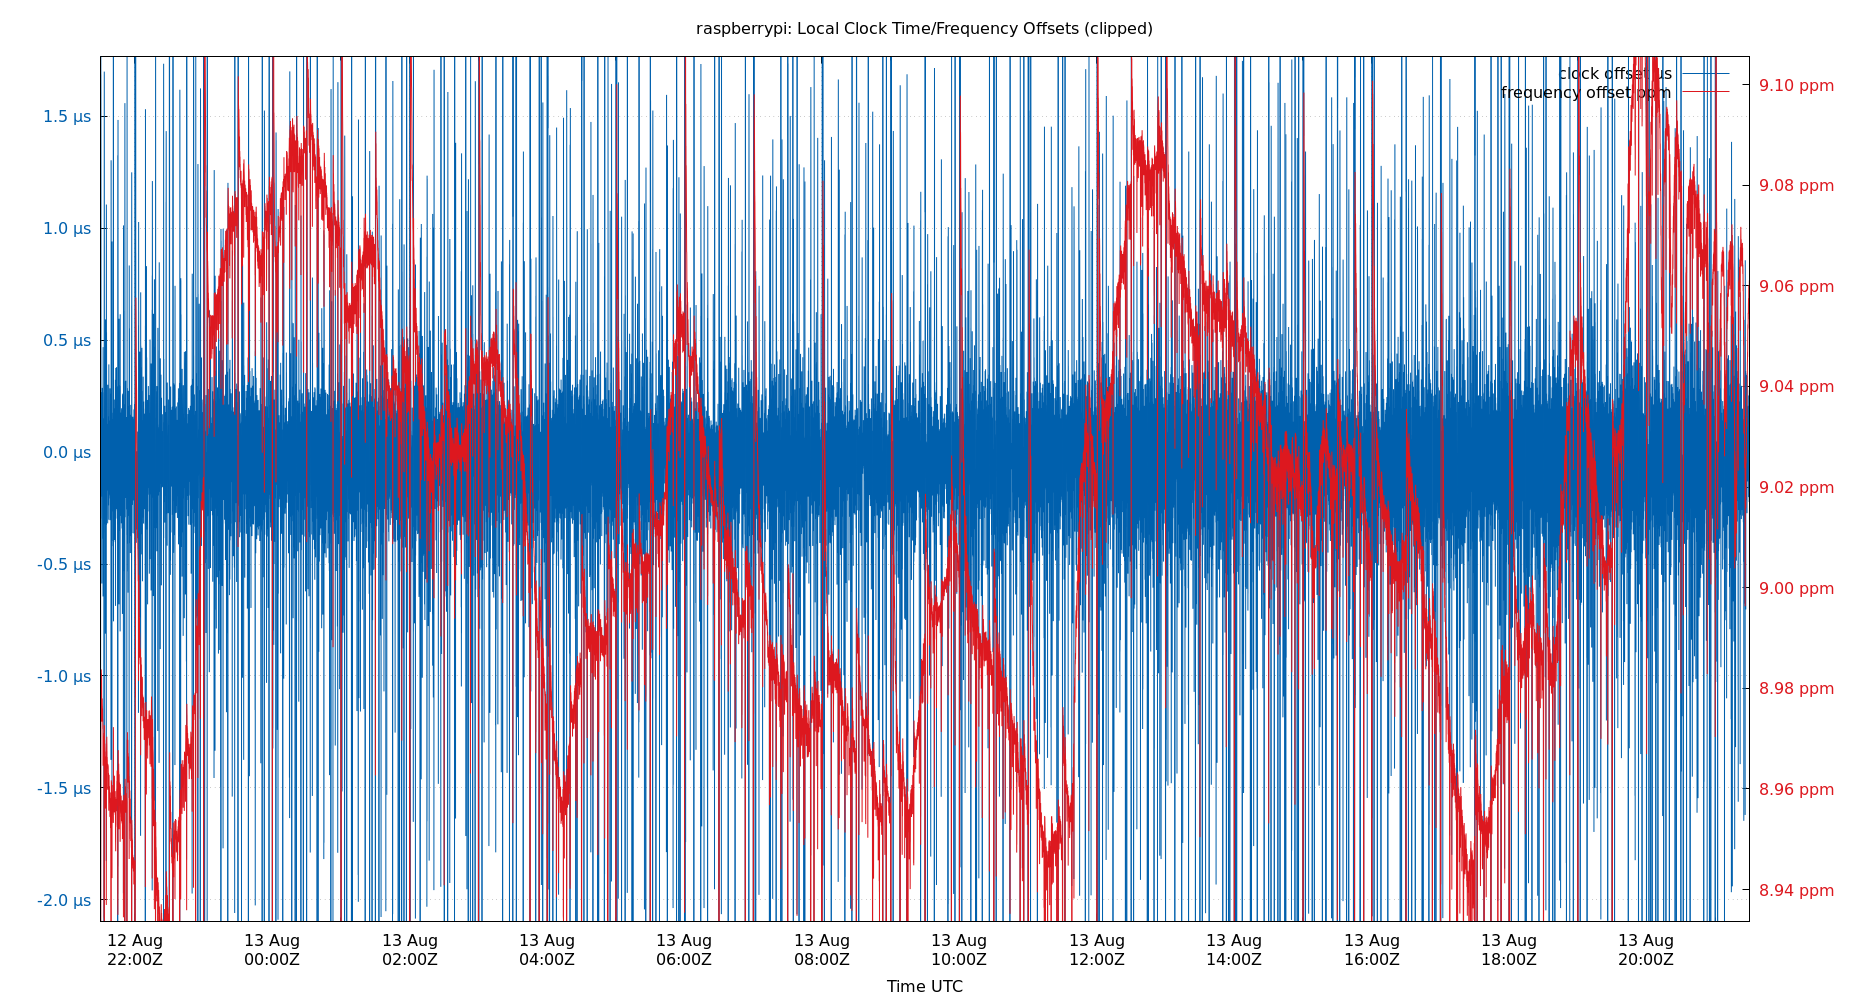 raspberrypi: Local Clock Time/Frequency Offsets (clipped)
clock offset us
frequency offset ppm
1.5 μs
1.0 μs
0.5 μs
0.0 μs
-0.5 μs
-1.0 μs
-1.5 μs
-2.0 μs
9.10 ppm
9.08 ppm
9.06 ppm
9.04 ppm
9.02 ppm
9.00 ppm
8.98 ppm
8.96 ppm
8.94 ppm
12 Aug 13 Aug 13 Aug 13 Aug 13 Aug 13 Aug 13 Aug 13 Aug 13 Aug 13 Aug 13 Aug 13 Aug
22:00Z 00:00Z 02:00Z 04:00Z 06:00Z 08:00Z 10:00Z 12:00Z 14:00Z 16:00Z 18:00Z 20:00Z
Time UTC